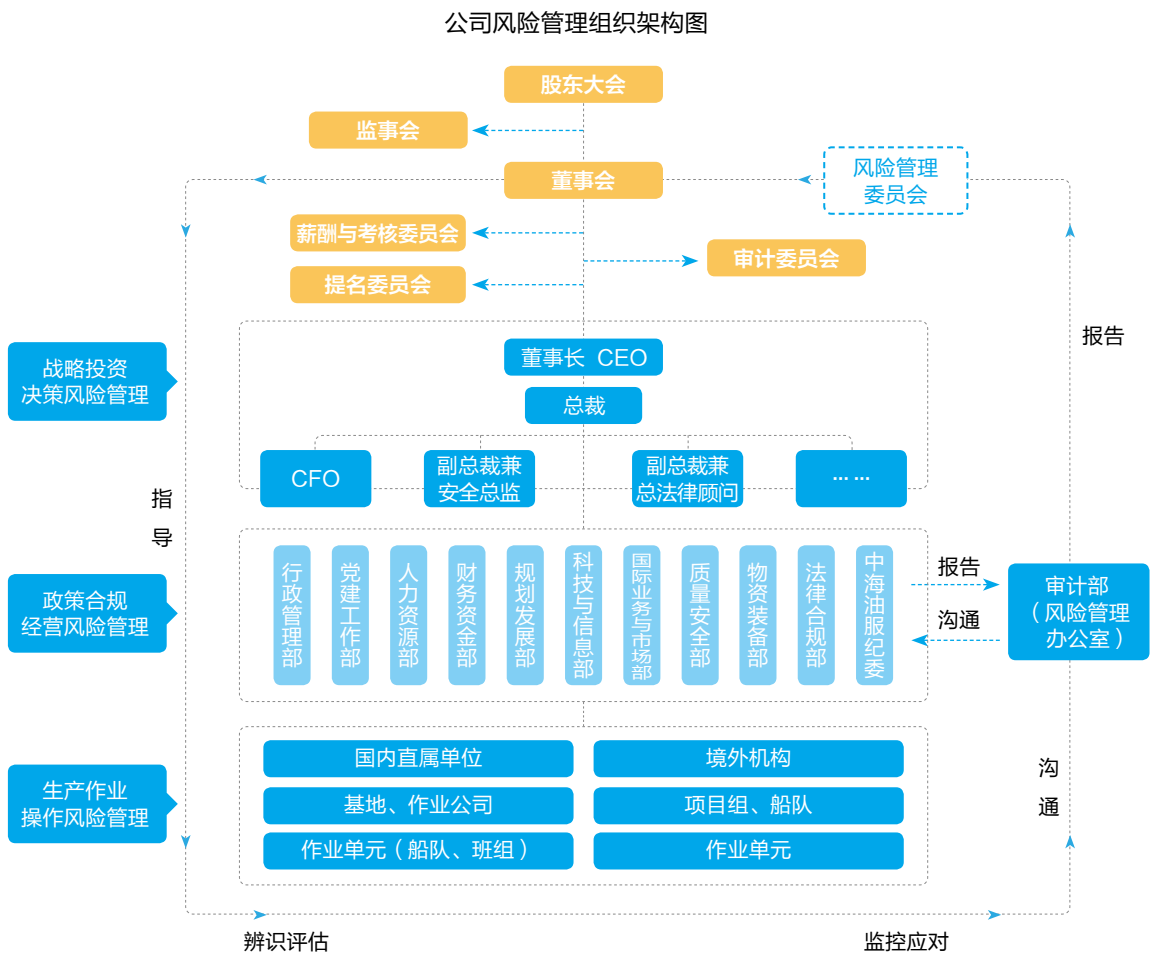 公司风险管理组织架构图
股东大会
监事会
董事会
风险管理
委员会
薪酬与考核委员会
审计委员会
提名委员会
报告
战略投资
决策风险管理
董事长 CEO
总裁
CFO
副总裁兼
安全总监
副总裁兼
总法律顾问
... ...
指
导
政策合规
经营风险管理
行政管理部
党建工作部
人力资源部
财务资金部
规划发展部
科技与信息部
国际业务与市场部
质量安全部
物资装备部
法律合规部
中海油服纪委
报告
沟通
审计部
(风险管理
办公室)
生产作业
操作风险管理
国内直属单位
境外机构
基地、作业公司
项目组、船队
作业单元(船队、班组)
作业单元
沟
通
辨识评估
监控应对